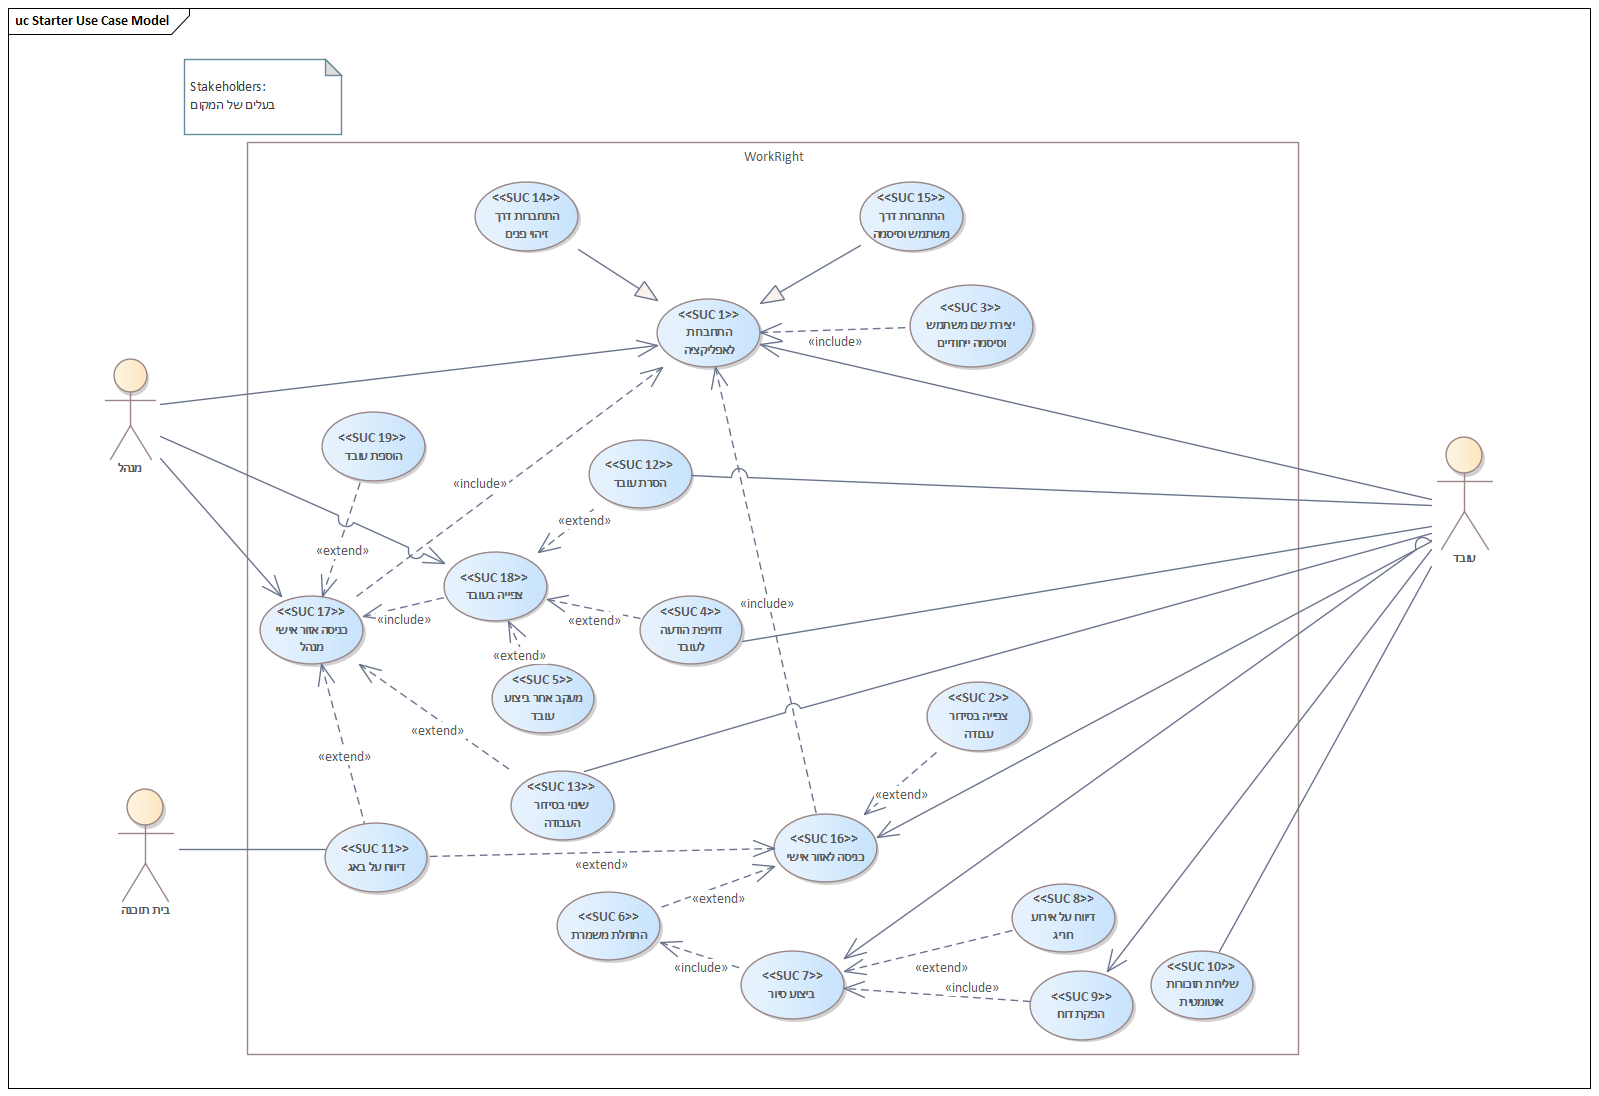 uc Starter Use Case Model
Stakeholders:
בעלים של המקום
WorkRight
<<SUC 14>>
התחברות דרך
זיהוי פנים
<<SUC 15>>
התחברות דרך
משתמש וסיסמה
<<SUC 1>>
התחברות
לאפליקציה
<<SUC 3>>
יצירת שם משתמש
וסיסמה ייחודיים
«include»
מנהל
<<SUC 19>>
הוספת עובד
«include»
<<SUC 12>>
הסרת עובד
«extend»
«extend»
עובד
<<SUC 18>>
צפייה בעובד
<<SUC 17>>
כניסה אזור אישי
מנהל
«include»
«extend»
<<SUC 4>>
דחיפת הודעה
לעובד
«include»
«extend»
<<SUC 5>>
מעקב אחר ביצוע
עובד
<<SUC 2>>
צפייה בסידור
עבודה
«extend»
«extend»
<<SUC 13>>
שינוי בסידור
העבודה
«extend»
בית תוכנה
<<SUC 11>>
דיווח על באג
«extend»
<<SUC 16>>
כניסה לאזור אישי
«extend»
<<SUC 6>>
התחלת משמרת
<<SUC 8>>
דיווח על אירוע
חריג
«include»
<<SUC 7>>
ביצוע סיור
«extend»
«include»
<<SUC 9>>
הפקת דוח
<<SUC 10>>
שליחת תזכורות
אוטומטית